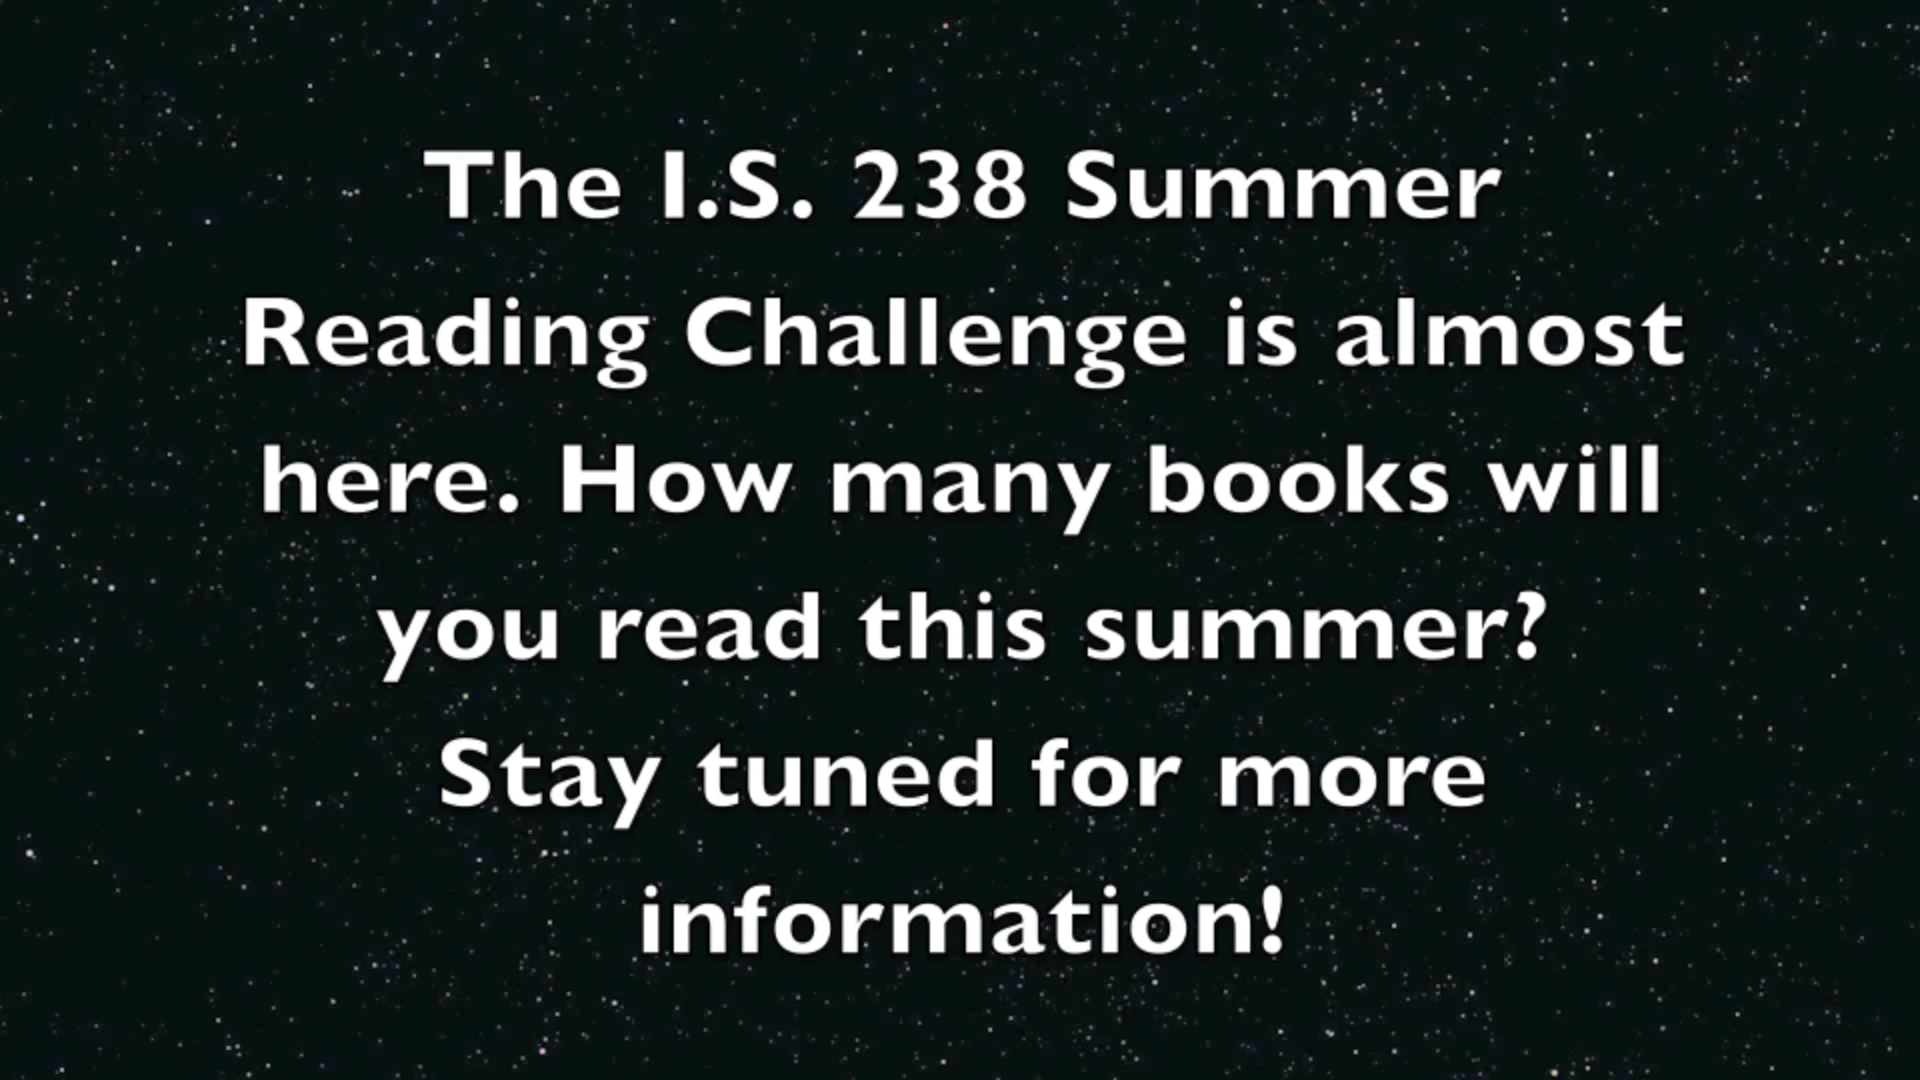 The I.S. 238 Summer
Reading Challenge is almost
here. How many books will
you read this summer?
Stay tuned for more
information!